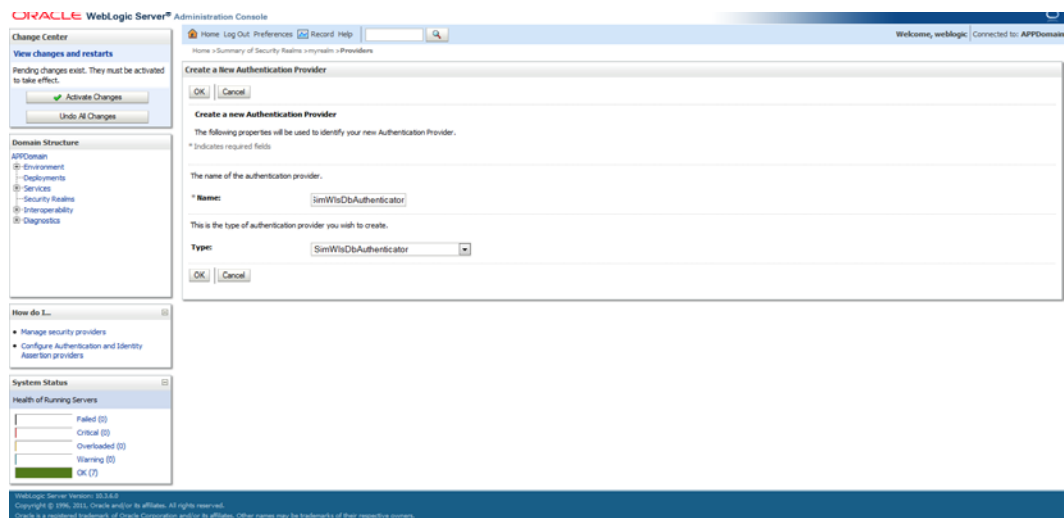 ORACLE WebLogic Server® Administration Console
Change Center
View changes and restarts
Pending changes exist. They must be activated
to take effect.
Activate Changes
Undo All Changes
Domain Structure
APPDomain
Environment
Deployments
Services
Security Realms
Interoperability
Diagnostics
How do I...
Manage security providers
Configure Authentication and Identity
Assertion providers
System Status
Health of Running Servers
Failed (0)
Critical (0)
Overloaded (0)
Warning (0)
OK (7)
Home Log Out Preferences Record Help
Welcome, weblogic Connected to: APPDomain
Home >Summary of Security Realms >myrealm >Providers
Create a New Authentication Provider
OK Cancel
Create a new Authentication Provider
The following properties will be used to identify your new Authentication Provider.
* Indicates required fields
The name of the authentication provider.
* Name: imWlsDbAuthenticator
This is the type of authentication provider you wish to create.
Type: SimWlsDbAuthenticator
OK Cancel
WebLogic Server Version: 10.3.6.0
Copyright © 1996, 2011, Oracle and/or its affiliates. All rights reserved.
Oracle is a registered trademark of Oracle Corporation and/or its affiliates. Other names may be trademarks of their respective owners.